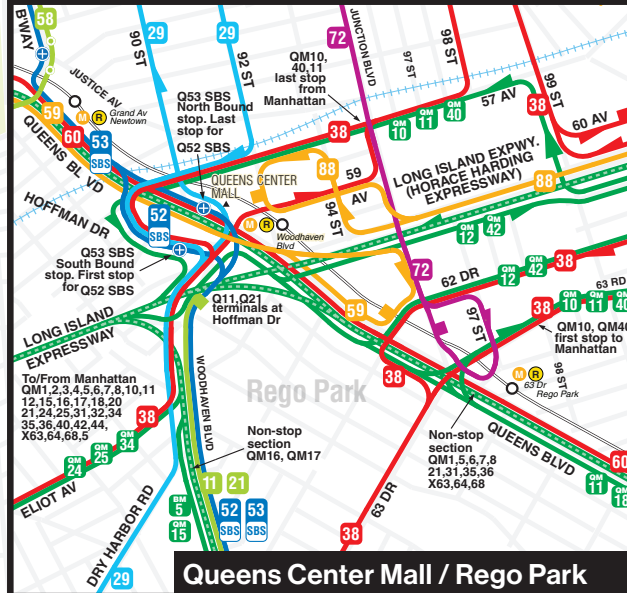 58
B'WAY
29
90 ST
29
92 ST
72
JUNCTION BLVD
97 ST
98 ST
99 ST
38
60 AV
QM10,
40,11
last stop
from
Manhattan
JUSTICE AV
M R
Grand Av
Newtown
59
60
53
SBS
QUEENS BLVD
Q53 SBS
North Bound
stop. Last
stop for
Q52 SBS
38
QM
10
QM
11
QM
40
57 AV
HOFFMAN DR
QUEENS CENTER
MALL
88
59
AV
94 ST
LONG ISLAND EXPWY.
(HORACE HARDING
EXPRESSWAY)
88
52
SBS
M R
Woodhaven
Blvd
QM
12
QM
42
Q53 SBS
South Bound
stop. First stop
for Q52 SBS
72
62 DR
QM
12
QM
42
38
63 RD
Q11,Q21
terminals at
Hoffman Dr
59
97 ST
38
QM
10
QM
11
QM
40
LONG ISLAND
EXPRESSWAY
QM10, QM40
first stop to
Manhattan
To/From Manhattan
QM1,2,3,4,5,6,7,8,10,11
12,15,16,17,18,20
21,24,25,31,32,34
35,36,40,42,44,
X63,64,68,5
WOODHAVEN BLVD
Rego Park
38
M R
63 Dr
Rego Park
98 ST
38
QM
34
QM
25
QM
24
ELIOT AV
Non-stop
section
QM16, QM17
Non-stop
section
QM1,5,6,7,8
21,31,35,36
X63,64,68
QUEENS BLVD
60
QM
11
QM
18
11 21
BM
5
52
SBS
53
SBS
QM
15
63 DR
38
DRY HARBOR RD
29
Queens Center Mall / Rego Park